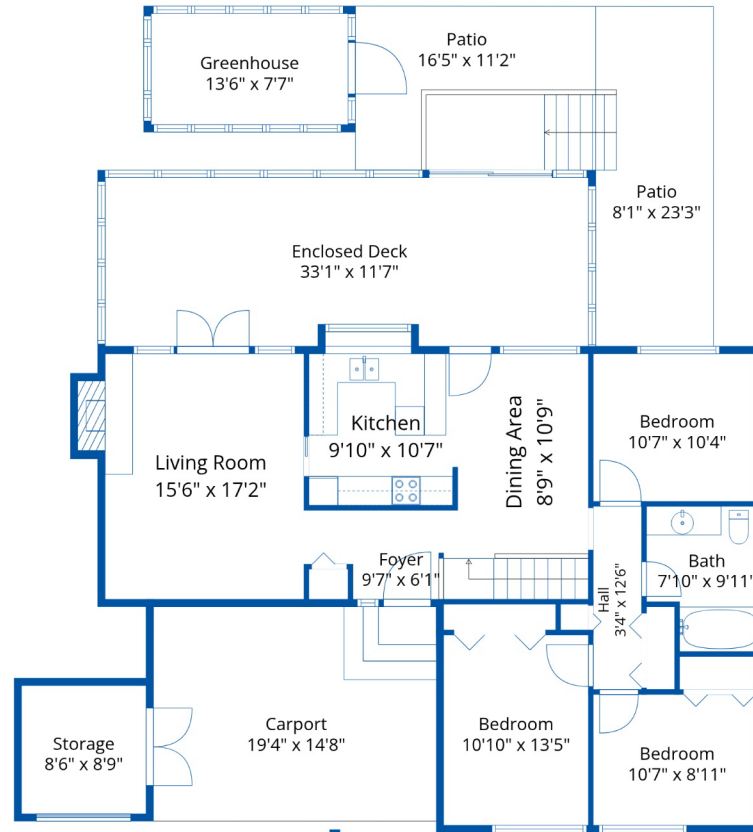 Greenhouse
13'6" x 7'7"
Patio
16'5" x 11'2"
Patio
8'1" x 23'3"
Enclosed Deck
33'1" x 11'7"
Kitchen
9'10" x 10'7"
Dining Area
8'9" x 10'9"
Bedroom
10'7" x 10'4"
Living Room
15'6" x 17'2"
Foyer
9'7" x 6'1"
Hall
3'4" x 12'6"
Bath
7'10" x 9'11"
Carport
19'4" x 14'8"
Bedroom
10'10" x 13'5"
Storage
8'6" x 8'9"
Bedroom
10'7" x 8'11"